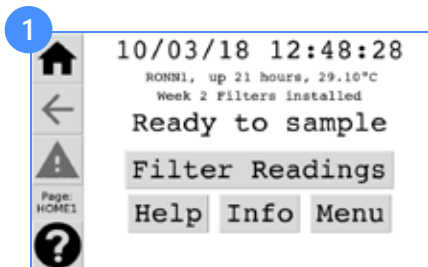 1
10/03/18 12:48:28
RONN1, up 21 hours, 29.10°C
Week 2 Filters installed
Ready to sample
Filter Readings
Page:
HOME1
Help Info Menu
?